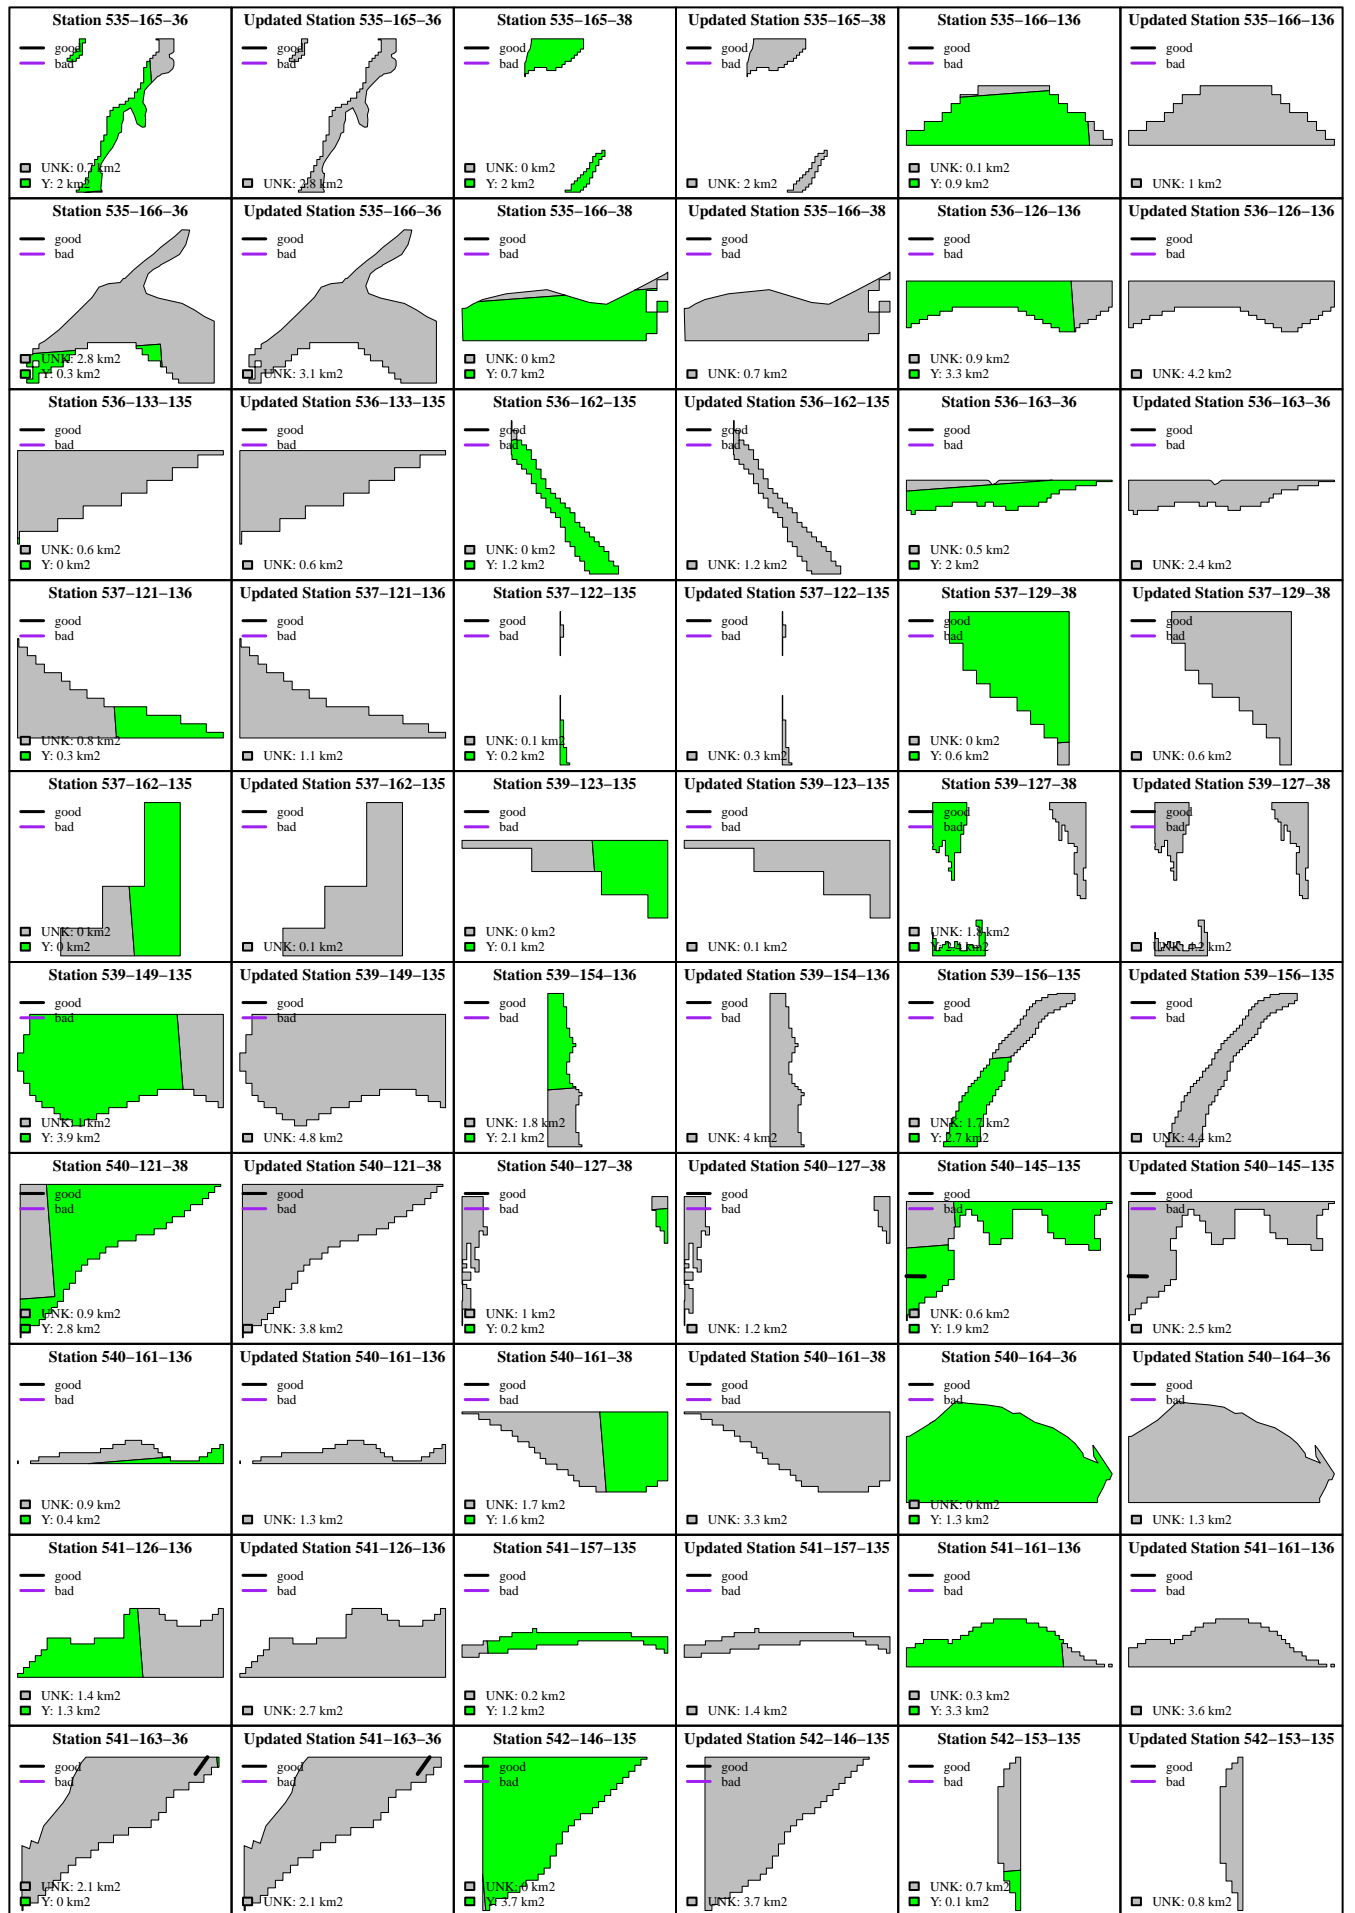 Station 535−165−36
good
bad
UNK: 0.7 km2
Y: 2 km2
Updated Station 535−165−36
good
bad
UNK: 2.8 km2
Station 535−165−38
good
bad
UNK: 0 km2
Y: 2 km2
Updated Station 535−165−38
good
bad
UNK: 2 km2
Station 535−166−136
good
bad
UNK: 0.1 km2
Y: 0.9 km2
Updated Station 535−166−136
good
bad
UNK: 1 km2
Station 535−166−36
good
bad
UNK: 2.8 km2
Y: 0.3 km2
Updated Station 535−166−36
good
bad
UNK: 3.1 km2
Station 535−166−38
good
bad
UNK: 0 km2
Y: 0.7 km2
Updated Station 535−166−38
good
bad
UNK: 0.7 km2
Station 536−126−136
good
bad
UNK: 0.9 km2
Y: 3.3 km2
Updated Station 536−126−136
good
bad
UNK: 4.2 km2
Station 536−133−135
good
bad
UNK: 0.6 km2
Y: 0 km2
Updated Station 536−133−135
good
bad
UNK: 0.6 km2
Station 536−162−135
good
bad
UNK: 0 km2
Y: 1.2 km2
Updated Station 536−162−135
good
bad
UNK: 1.2 km2
Station 536−163−36
good
bad
UNK: 0.5 km2
Y: 2 km2
Updated Station 536−163−36
good
bad
UNK: 2.4 km2
Station 537−121−136
good
bad
UNK: 0.8 km2
Y: 0.3 km2
Updated Station 537−121−136
good
bad
UNK: 1.1 km2
Station 537−122−135
good
bad
UNK: 0.1 km2
Y: 0.2 km2
Updated Station 537−122−135
good
bad
UNK: 0.3 km2
Station 537−129−38
good
bad
UNK: 0 km2
Y: 0.6 km2
Updated Station 537−129−38
good
bad
UNK: 0.6 km2
Station 537−162−135
good
bad
UNK: 0 km2
Y: 0 km2
Updated Station 537−162−135
good
bad
UNK: 0.1 km2
Station 539−123−135
good
bad
UNK: 0 km2
Y: 0.1 km2
Updated Station 539−123−135
good
bad
UNK: 0.1 km2
Station 539−127−38
good
bad
UNK: 1.8 km2
Y: 2.4 km2
Updated Station 539−127−38
good
bad
UNK: 4.2 km2
Station 539−149−135
good
bad
UNK: 1 km2
Y: 3.9 km2
Updated Station 539−149−135
good
bad
UNK: 4.8 km2
Station 539−154−136
good
bad
UNK: 1.8 km2
Y: 2.1 km2
Updated Station 539−154−136
good
bad
UNK: 4 km2
Station 539−156−135
good
bad
UNK: 1.7 km2
Y: 2.7 km2
Updated Station 539−156−135
good
bad
UNK: 4.4 km2
Station 540−121−38
good
bad
UNK: 0.9 km2
Y: 2.8 km2
Updated Station 540−121−38
good
bad
UNK: 3.8 km2
Station 540−127−38
good
bad
UNK: 1 km2
Y: 0.2 km2
Updated Station 540−127−38
good
bad
UNK: 1.2 km2
Station 540−145−135
good
bad
UNK: 0.6 km2
Y: 1.9 km2
Updated Station 540−145−135
good
bad
UNK: 2.5 km2
Station 540−161−136
good
bad
UNK: 0.9 km2
Y: 0.4 km2
Updated Station 540−161−136
good
bad
UNK: 1.3 km2
Station 540−161−38
good
bad
UNK: 1.7 km2
Y: 1.6 km2
Updated Station 540−161−38
good
bad
UNK: 3.3 km2
Station 540−164−36
good
bad
UNK: 0 km2
Y: 1.3 km2
Updated Station 540−164−36
good
bad
UNK: 1.3 km2
Station 541−126−136
good
bad
UNK: 1.4 km2
Y: 1.3 km2
Updated Station 541−126−136
good
bad
UNK: 2.7 km2
Station 541−157−135
good
bad
UNK: 0.2 km2
Y: 1.2 km2
Updated Station 541−157−135
good
bad
UNK: 1.4 km2
Station 541−161−136
good
bad
UNK: 0.3 km2
Y: 3.3 km2
Updated Station 541−161−136
good
bad
UNK: 3.6 km2
Station 541−163−36
good
bad
UNK: 2.1 km2
Y: 0 km2
Updated Station 541−163−36
good
bad
UNK: 2.1 km2
Station 542−146−135
good
bad
UNK: 0 km2
Y: 3.7 km2
Updated Station 542−146−135
good
bad
UNK: 3.7 km2
Station 542−153−135
good
bad
UNK: 0.7 km2
Y: 0.1 km2
Updated Station 542−153−135
good
bad
UNK: 0.8 km2